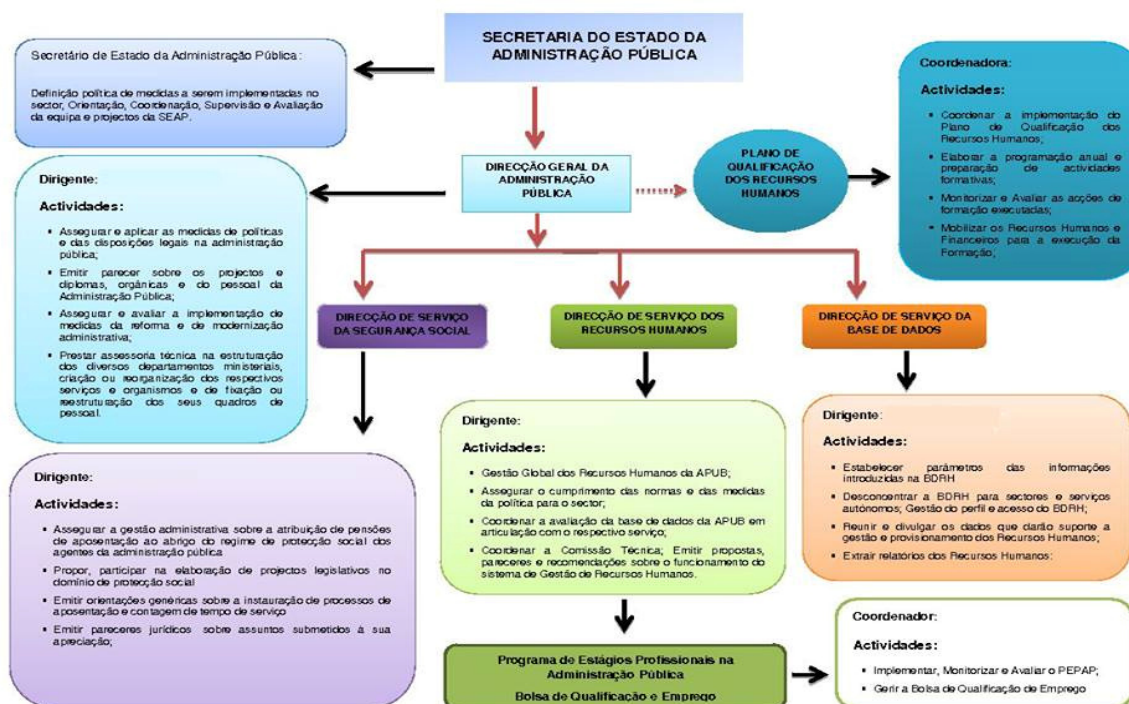 SECRETARIA DO ESTADO DA
ADMINISTRAÇÃO PÚBLICA
Secretário de Estado da Administração Pública:
Definição política de medidas a serem implementadas no
sector, Orientação, Coordenação, Supervisão e Avaliação
da equipa e projectos da SEAP.
Coordenadora:
Actividades:
▪ Coordenar a implementação do
Plano de Qualificação dos
Recursos Humanos;
▪ Elaborar a programação anual e
preparação de actividades
formativas;
▪ Monitorizar e Avaliar as acções de
formação executadas;
▪ Mobilizar os Recursos Humanos e
Financeiros para a execução da
Formação;
DIRECÇÃO GERAL DA
ADMINISTRAÇÃO
PÚBLICA
PLANO DE
QUALIFICAÇÃO
DOS RECURSOS
HUMANOS
Dirigente:
Actividades:
▪ Assegurar e aplicar as medidas de políticas
e das disposições legais na administração
pública;
▪ Emitir parecer sobre os projectos e
diplomas, orgânicas e do pessoal da
Administração Pública;
▪ Assegurar e avaliar a implementação de
medidas da reforma e de modernização
administrativa;
▪ Prestar assessoria técnica na estruturação
dos diversos departamentos ministeriais,
criação ou reorganização dos respectivos
serviços e organismos e de fixação ou
reestruturação dos seus quadros de
pessoal.
DIRECÇÃO DE SERVIÇO
DA SEGURANÇA SOCIAL
DIRECÇÃO DE SERVIÇO DOS
RECURSOS HUMANOS
DIRECÇÃO DE SERVIÇO DA
BASE DE DADOS
Dirigente:
Actividades:
▪ Assegurar a gestão administrativa sobre a atribuição de pensões
de aposentação ao abrigo do regime de protecção social dos
agentes da administração pública
▪ Propor, participar na elaboração de projectos legislativos no
domínio de protecção social
▪ Emitir orientações genéricas sobre a instauração de processos de
aposentação e contagem de tempo de serviço
▪ Emitir pareceres jurídicos sobre assuntos submetidos à sua
apreciação;
Dirigente:
Actividades:
▪ Gestão Global dos Recursos Humanos da APUB;
▪ Assegurar o cumprimento das normas e das medidas
da política para o sector;
▪ Coordenar a avaliação da base de dados da APUB em
articulação com o respectivo serviço;
▪ Coordenar a Comissão Técnica; Emitir propostas,
pareceres e recomendações sobre o funcionamento do
sistema de Gestão de Recursos Humanos.
Dirigente:
Actividades:
▪ Estabelecer parâmetros das informações
introduzidas na BDRH
▪ Desconcentrar a BDRH para sectores e serviços
autónomos; Gestão do perfil e acesso do BDRH;
▪ Reunir e divulgar os dados que darão suporte a
gestão e provisionamento dos Recursos Humanos;
▪ Extrair relatórios dos Recursos Humanos:
Programa de Estágios Profissionais na
Administração Pública
Bolsa de Qualificação e Emprego
Coordenador:
Actividades:
▪ Implementar, Monitorizar e Avaliar o PEPAP;
▪ Gerir a Bolsa de Qualificação de Emprego